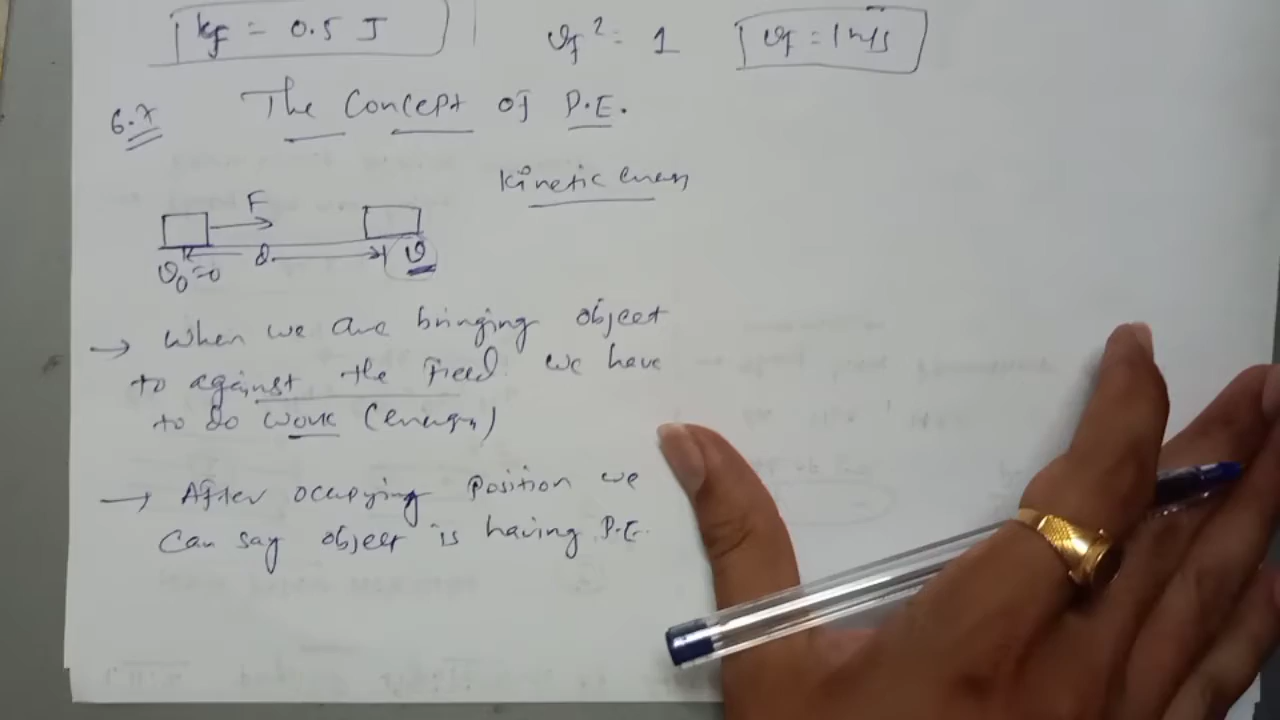 kf = 0.5 J
vf² = 1
vf = 1 m/s
6.7 The Concept of P.E.
Kinetic energy
F
v₀=0
v
→ When we are bringing object
to against the Field we have
to do work (energy)
→ After occupying position we
can say object is having P.E.